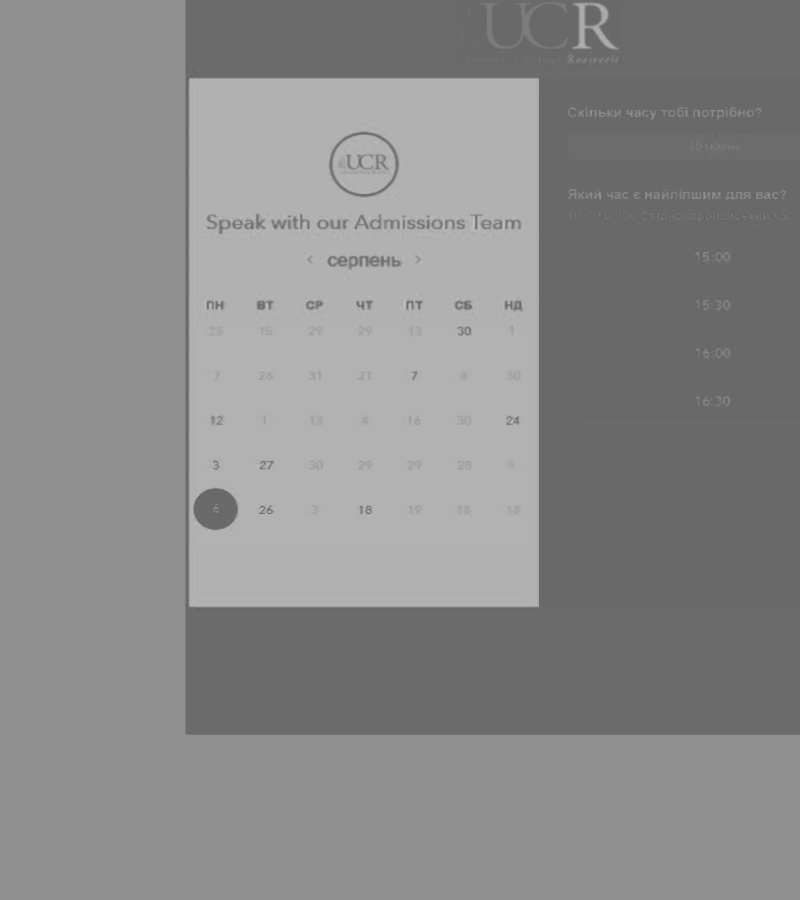 UCR
Roosevelt
UCR
Speak with our Admissions Team
‹ серпень ›
ПН ВТ СР ЧТ ПТ СБ НД
25 15 29 29 13 30 1
7 26 31 21 7 4 30
12 1 13 4 16 30 24
3 27 30 29 29 28 5
6 26 3 18 19 18 18
Скільки часу тобі потрібно?
30 хвилин
Який час є найліпшим для вас?
15:00
15:30
16:00
16:30